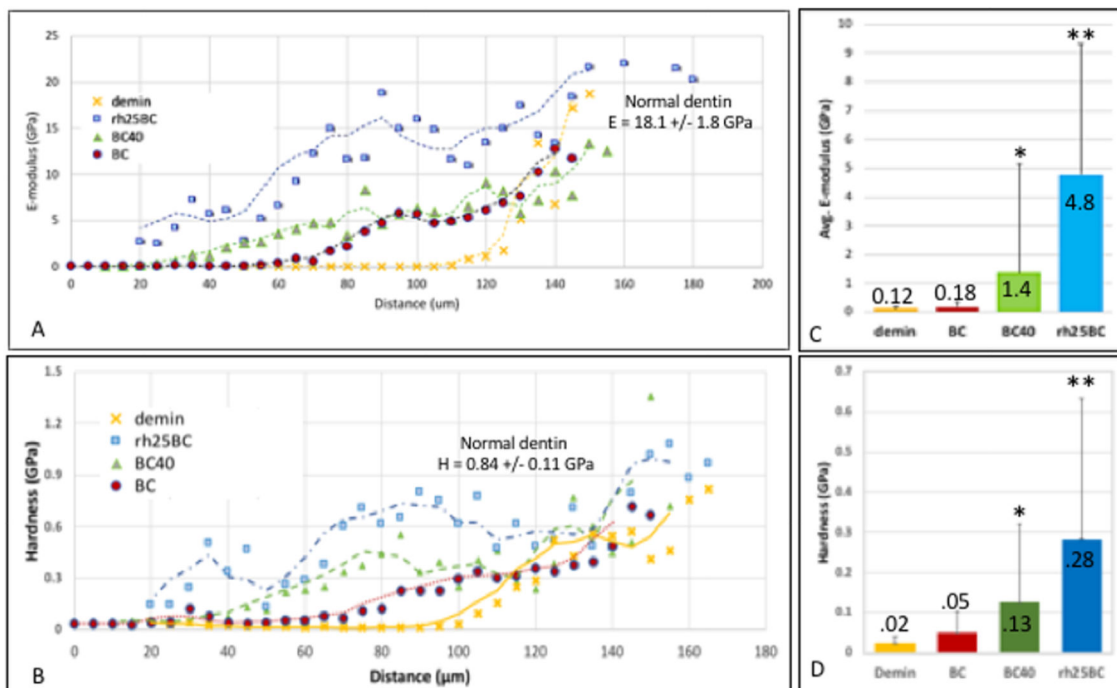 25
20
15
10
5
0
E-modulus (GPa)
demin
rh25BC
BC40
BC
Normal dentin
E = 18.1 +/- 1.8 GPa
0 20 40 60 80 100 120 140 160 180 200
Distance (um)
A
10
9
8
7
6
5
4
3
2
1
0
Avg. E-modulus (GPa)
**
*
0.12 0.18 1.4 4.8
demin BC BC40 rh25BC
C
1.5
1.2
0.9
0.6
0.3
0
Hardness (GPa)
demin
rh25BC
BC40
BC
Normal dentin
H = 0.84 +/- 0.11 GPa
0 20 40 60 80 100 120 140 160 180
Distance (µm)
B
0.7
0.6
0.5
0.4
0.3
0.2
0.1
0
Hardness (GPa)
**
*
.02 .05 .13 .28
Demin BC BC40 rh25BC
D